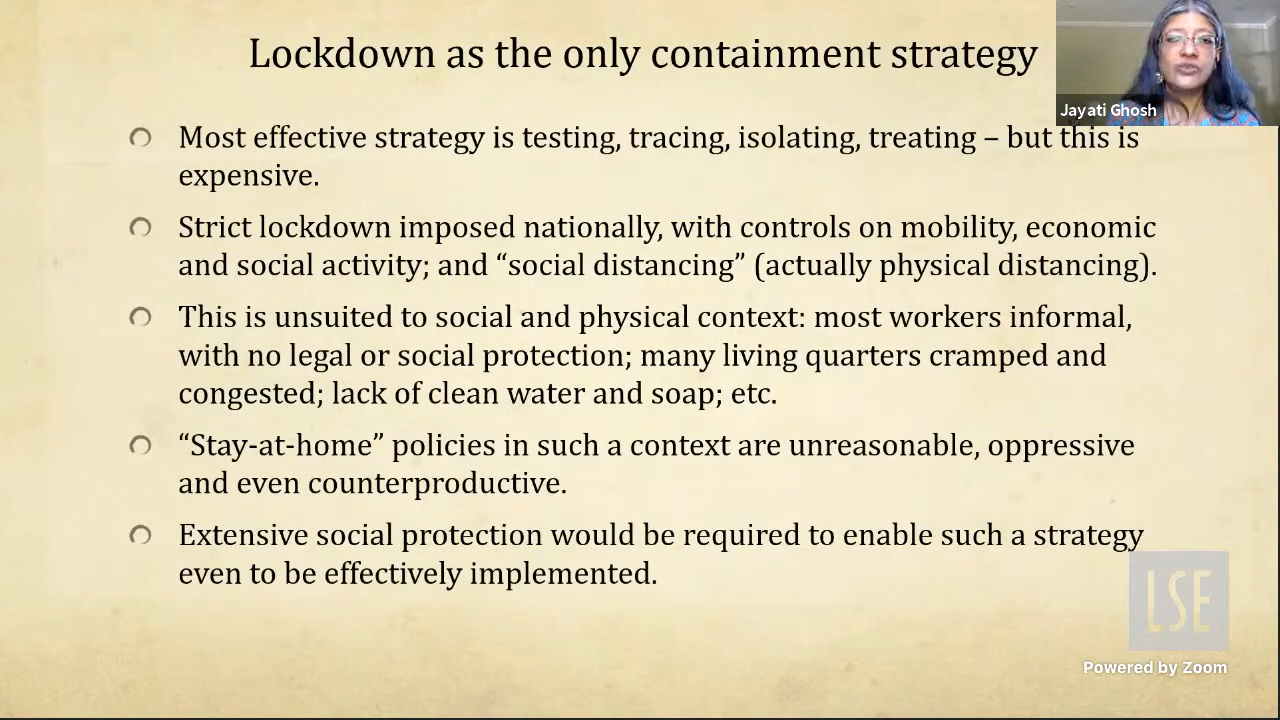 Lockdown as the only containment strategy
Jayati Ghosh
Most effective strategy is testing, tracing, isolating, treating – but this is
expensive.
Strict lockdown imposed nationally, with controls on mobility, economic
and social activity; and “social distancing” (actually physical distancing).
This is unsuited to social and physical context: most workers informal,
with no legal or social protection; many living quarters cramped and
congested; lack of clean water and soap; etc.
“Stay-at-home” policies in such a context are unreasonable, oppressive
and even counterproductive.
Extensive social protection would be required to enable such a strategy
even to be effectively implemented.
LSE
Powered by Zoom